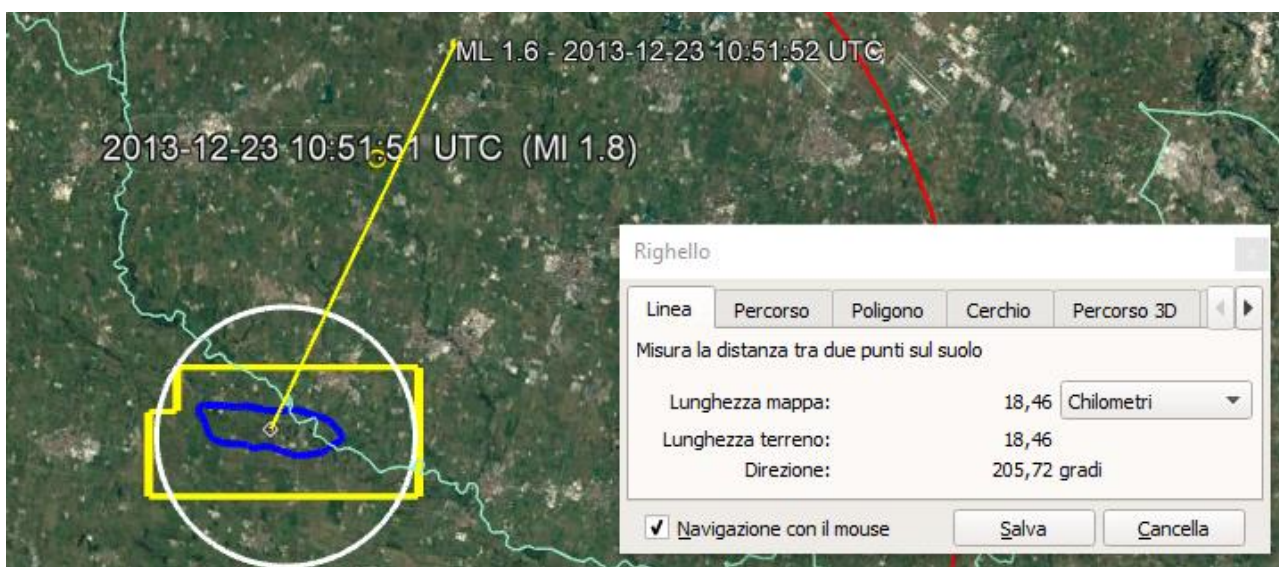 ML 1.6 - 2013-12-23 10:51:52 UTC
2013-12-23 10:51:51 UTC (Ml 1.8)
Righello
Linea Percorso Poligono Cerchio Percorso 3D
Misura la distanza tra due punti sul suolo
Lunghezza mappa: 18,46 Chilometri
Lunghezza terreno: 18,46
Direzione: 205,72 gradi
Navigazione con il mouse Salva Cancella